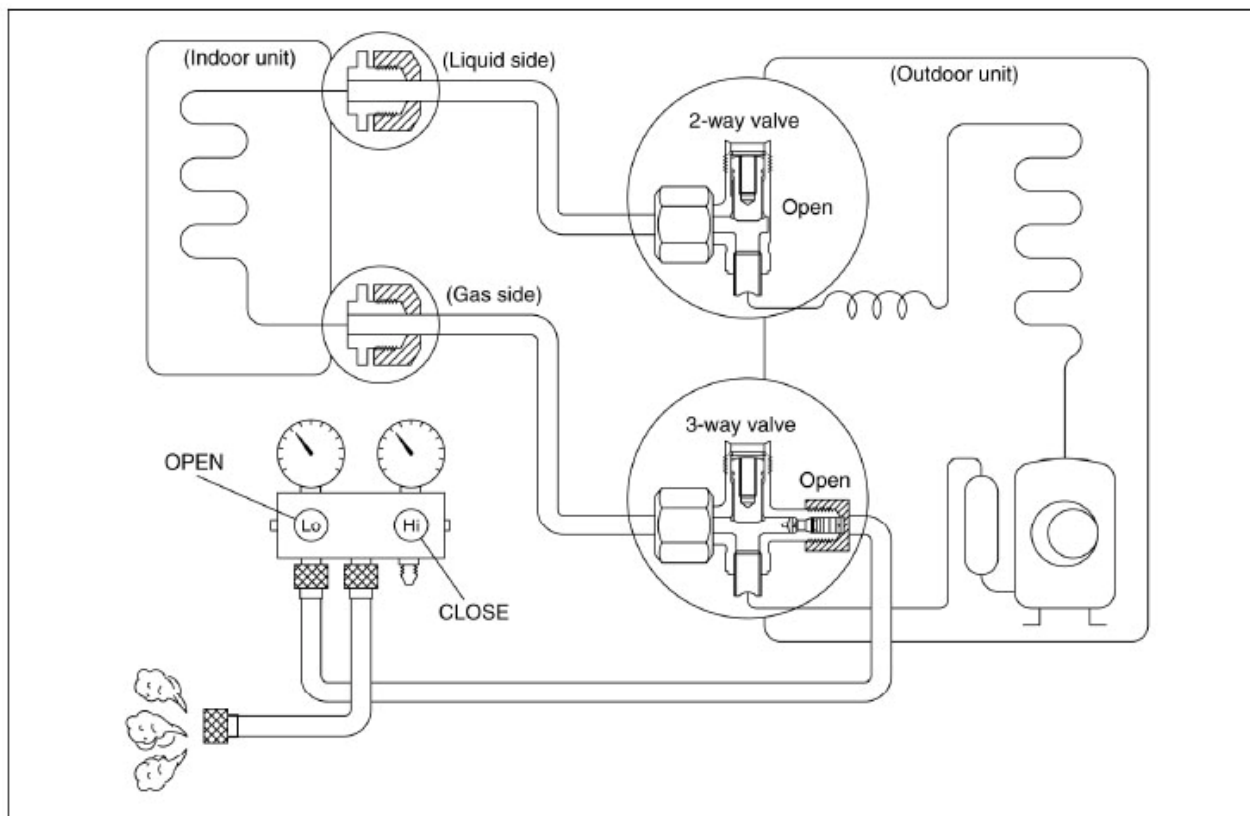 (Indoor unit)
(Liquid side)
(Outdoor unit)
2-way valve
Open
(Gas side)
3-way valve
Open
OPEN
Lo
Hi
CLOSE